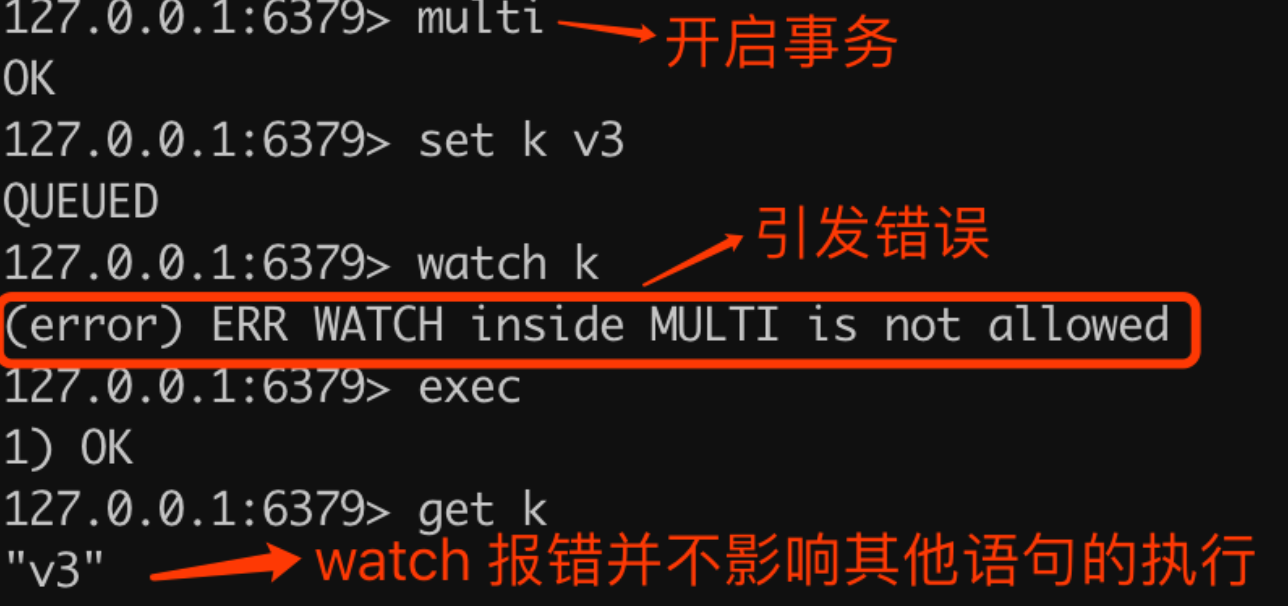 127.0.0.1:6379> multi 开启事务
OK
127.0.0.1:6379> set k v3
QUEUED
引发错误
127.0.0.1:6379> watch k
(error) ERR WATCH inside MULTI is not allowed
127.0.0.1:6379> exec
1) OK
127.0.0.1:6379> get k
"v3" watch 报错并不影响其他语句的执行